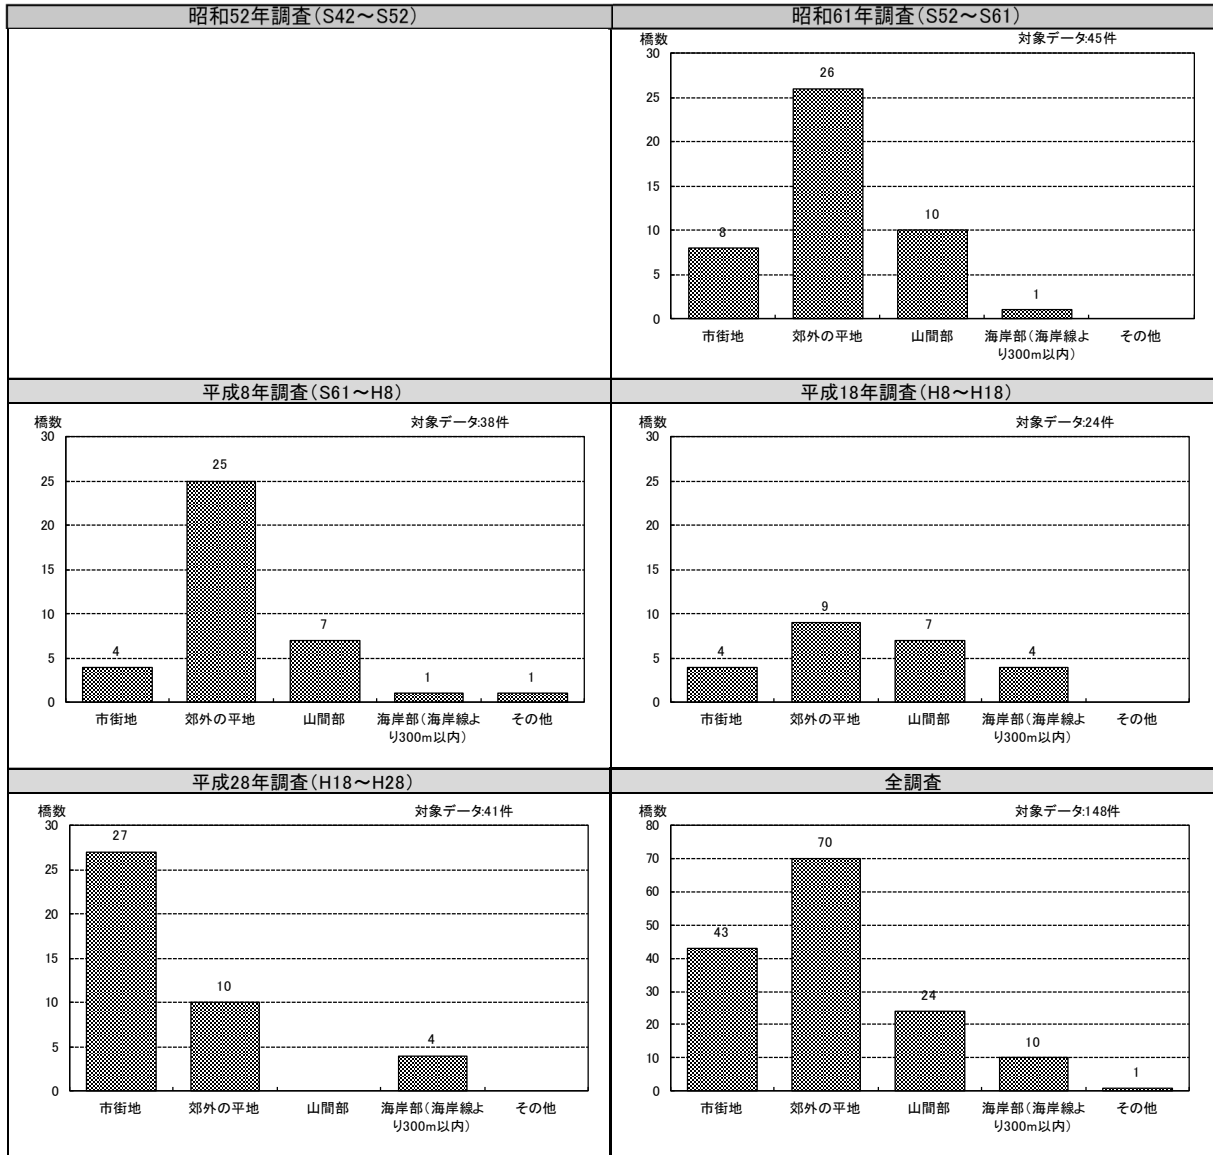 昭和52年調査(S42～S52)
昭和61年調査(S52～S61)
橋数
対象データ:45件
30
25
20
15
10
5
0
8
26
10
1
市街地
郊外の平地
山間部
海岸部(海岸線よ
り300m以内)
その他
平成8年調査(S61～H8)
橋数
対象データ:38件
30
25
20
15
10
5
0
4
25
7
1
1
市街地
郊外の平地
山間部
海岸部(海岸線よ
り300m以内)
その他
平成18年調査(H8～H18)
橋数
対象データ:24件
30
25
20
15
10
5
0
4
9
7
4
市街地
郊外の平地
山間部
海岸部(海岸線よ
り300m以内)
その他
平成28年調査(H18～H28)
橋数
対象データ:41件
30
25
20
15
10
5
0
27
10
4
市街地
郊外の平地
山間部
海岸部(海岸線よ
り300m以内)
その他
全調査
橋数
対象データ:148件
80
70
60
50
40
30
20
10
0
43
70
24
10
1
市街地
郊外の平地
山間部
海岸部(海岸線よ
り300m以内)
その他